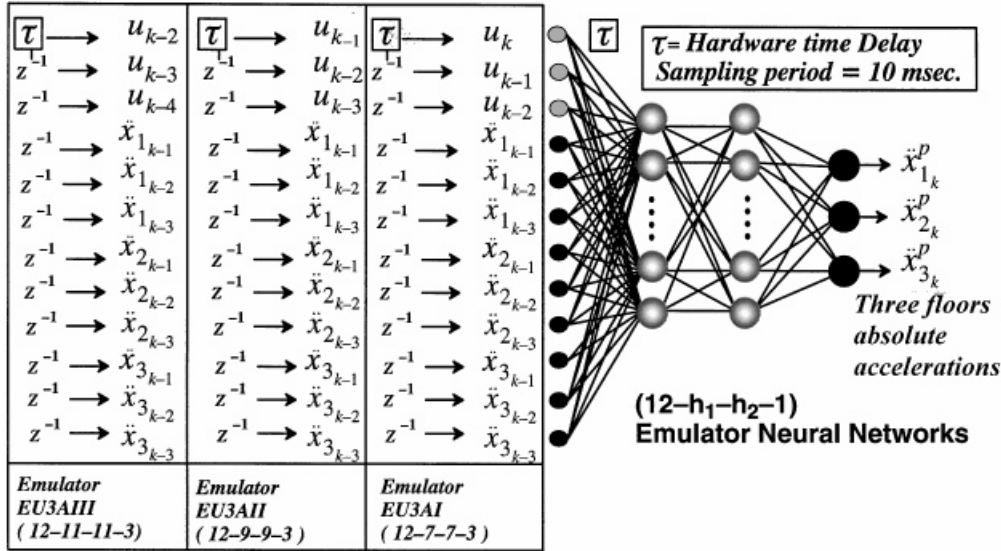 τ u_{k-2} τ u_{k-1} τ u_k τ
z^{-1} u_{k-3} z^{-1} u_{k-2} z^{-1} u_{k-1}
z^{-1} u_{k-4} z^{-1} u_{k-3} z^{-1} u_{k-2}
z^{-1} ẍ_{1_{k-1}} z^{-1} ẍ_{1_{k-1}} z^{-1} ẍ_{1_{k-1}}
z^{-1} ẍ_{1_{k-2}} z^{-1} ẍ_{1_{k-2}} z^{-1} ẍ_{1_{k-2}}
z^{-1} ẍ_{1_{k-3}} z^{-1} ẍ_{1_{k-3}} z^{-1} ẍ_{1_{k-3}}
z^{-1} ẍ_{2_{k-1}} z^{-1} ẍ_{2_{k-1}} z^{-1} ẍ_{2_{k-1}}
z^{-1} ẍ_{2_{k-2}} z^{-1} ẍ_{2_{k-2}} z^{-1} ẍ_{2_{k-2}}
z^{-1} ẍ_{2_{k-3}} z^{-1} ẍ_{2_{k-3}} z^{-1} ẍ_{2_{k-3}}
z^{-1} ẍ_{3_{k-1}} z^{-1} ẍ_{3_{k-1}} z^{-1} ẍ_{3_{k-1}}
z^{-1} ẍ_{3_{k-2}} z^{-1} ẍ_{3_{k-2}} z^{-1} ẍ_{3_{k-2}}
z^{-1} ẍ_{3_{k-3}} z^{-1} ẍ_{3_{k-3}} z^{-1} ẍ_{3_{k-3}}
Emulator
EU3AIII
(12–11–11–3)
Emulator
EU3AII
(12–9–9–3)
Emulator
EU3AI
(12–7–7–3)
τ= Hardware time Delay
Sampling period = 10 msec.
ẍ^p_{1_k}
ẍ^p_{2_k}
ẍ^p_{3_k}
Three floors
absolute
accelerations
(12–h₁–h₂–1)
Emulator Neural Networks